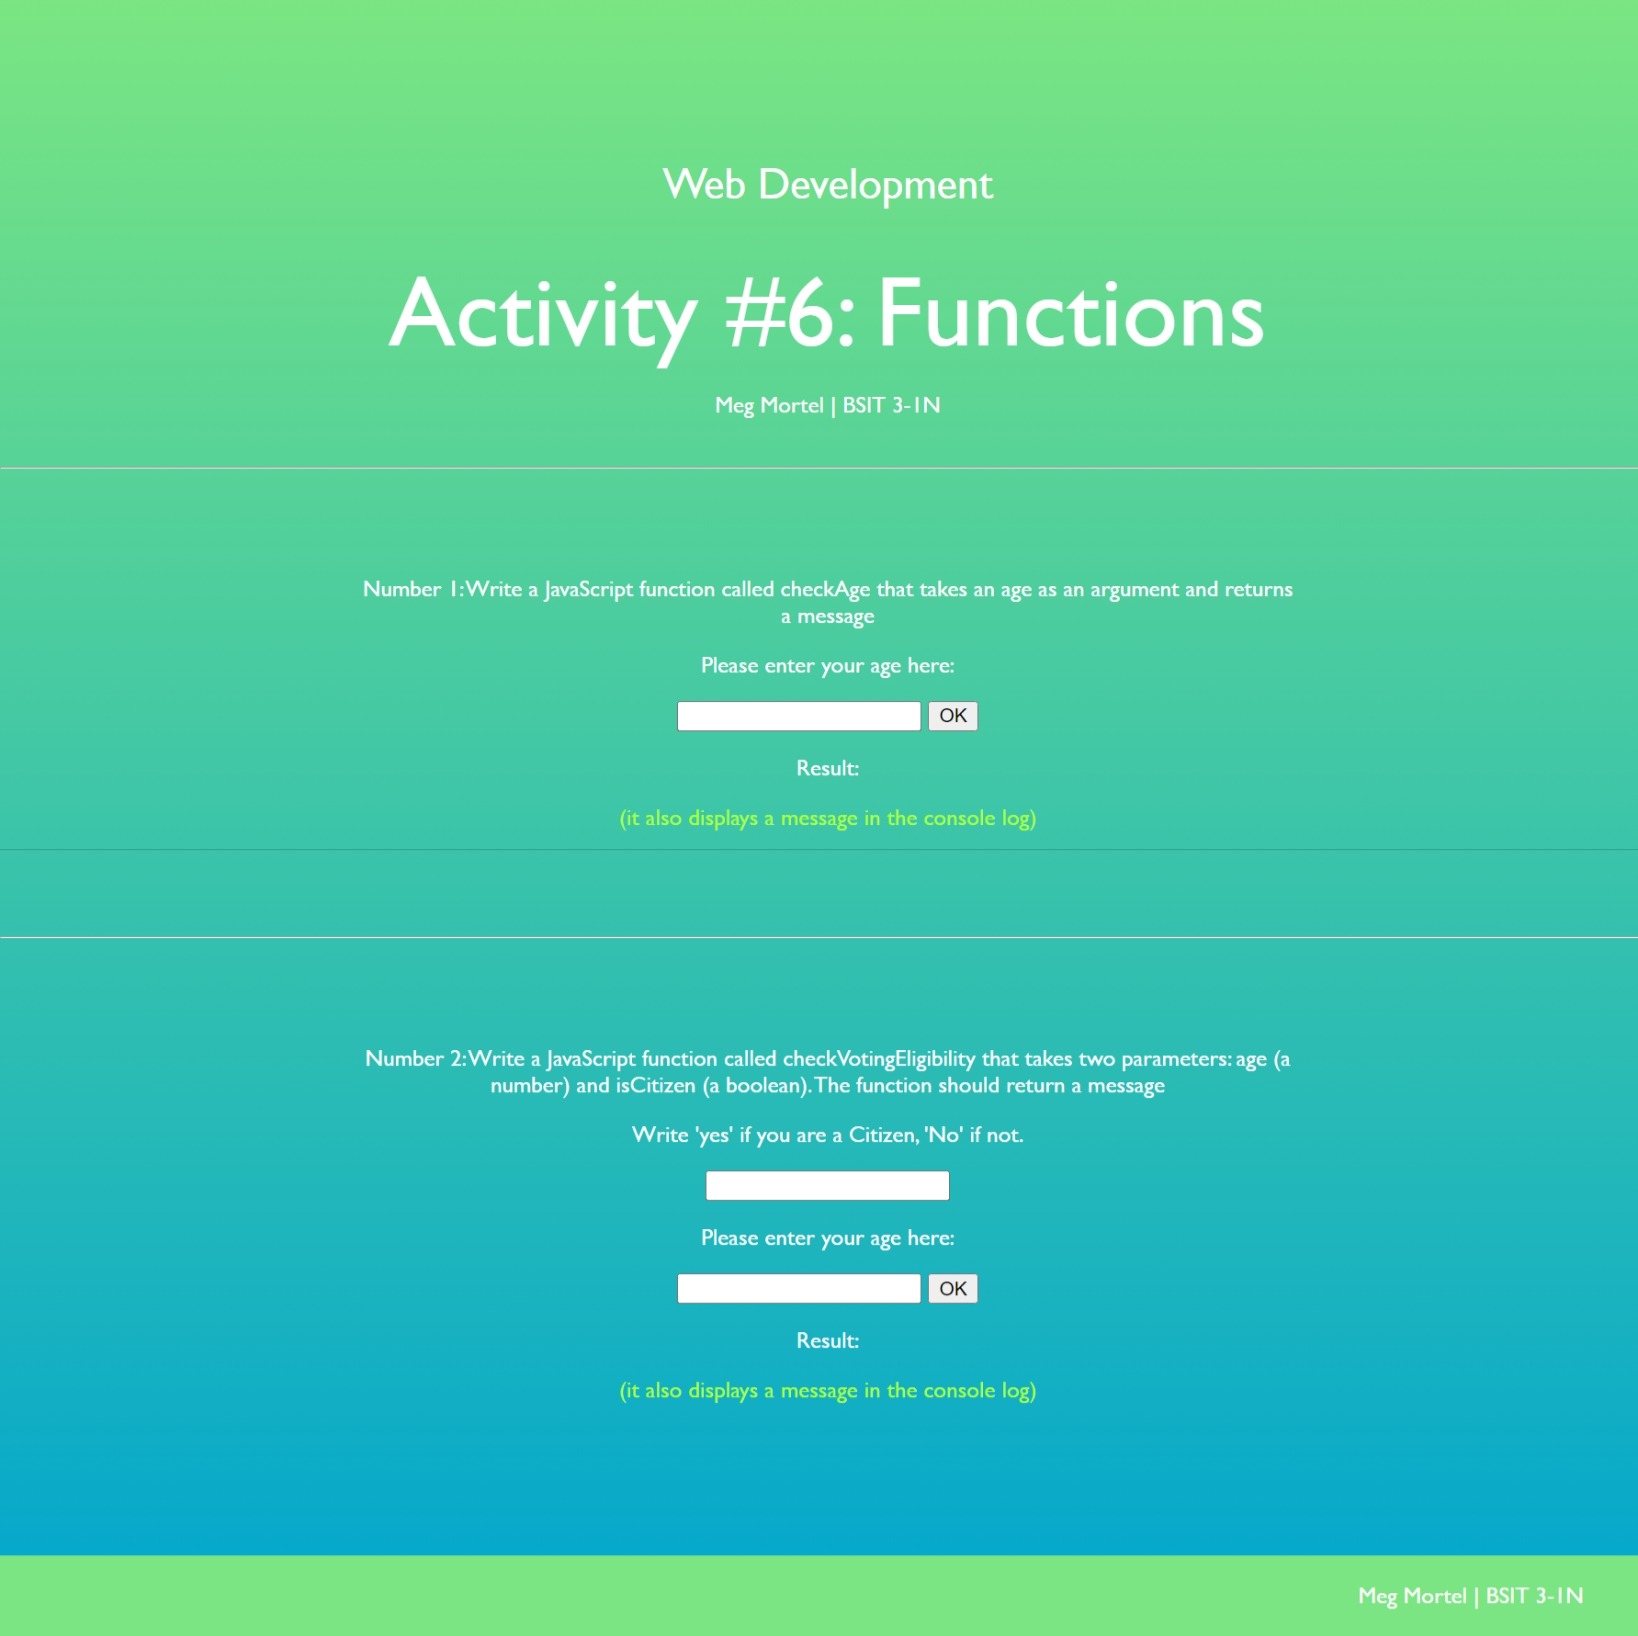 Web Development
Activity #6: Functions
Meg Mortel | BSIT 3-1N
Number 1: Write a JavaScript function called checkAge that takes an age as an argument and returns
a message
Please enter your age here:
OK
Result:
(it also displays a message in the console log)
Number 2: Write a JavaScript function called checkVotingEligibility that takes two parameters: age (a
number) and isCitizen (a boolean). The function should return a message
Write 'yes' if you are a Citizen, 'No' if not.
Please enter your age here:
OK
Result:
(it also displays a message in the console log)
Meg Mortel | BSIT 3-1N